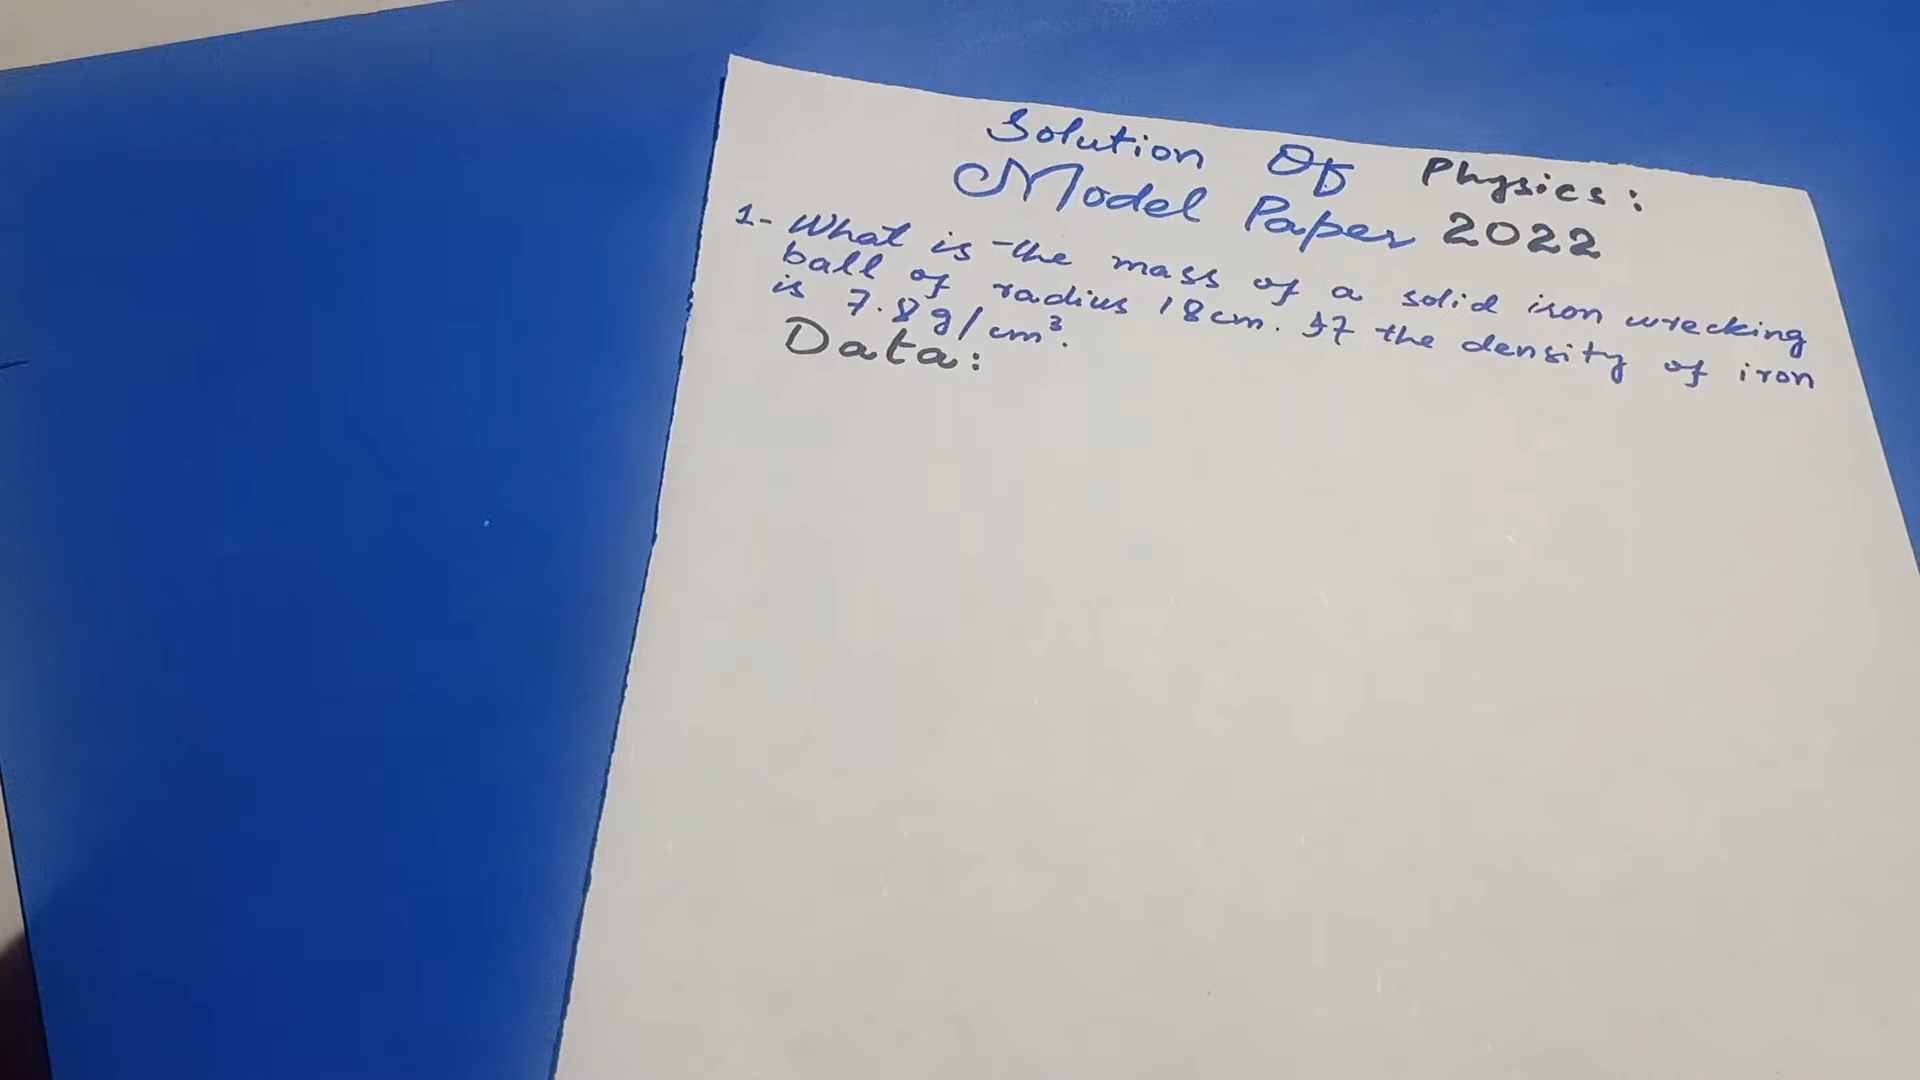 Solution Of Physics:
Model Paper 2022
1- What is the mass of a solid iron wrecking
ball of radius 18cm. If the density of iron
is 7.8g/cm³.
Data: